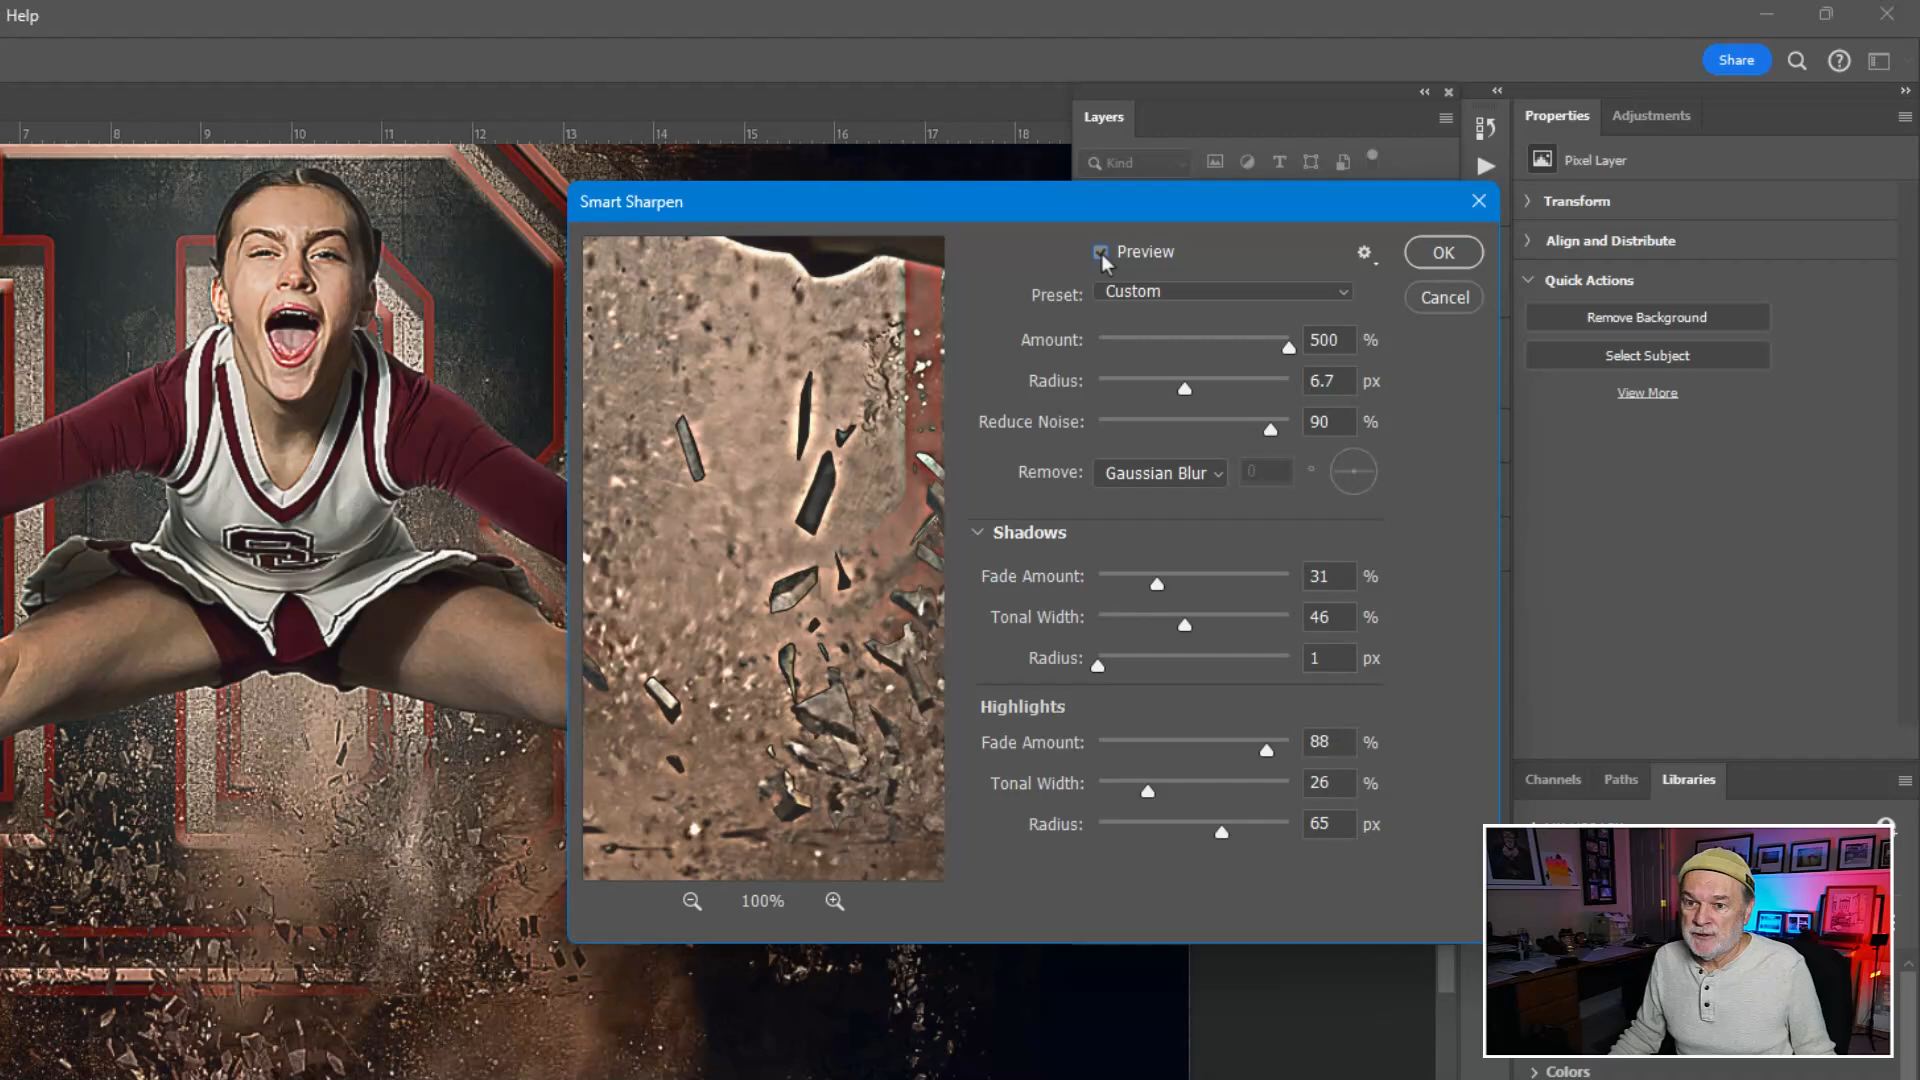 Help
Share
7 8 9 10 11 12 13 14 15 16 17 18
Layers
Kind
Properties Adjustments
Pixel Layer
Transform
Align and Distribute
Quick Actions
Remove Background
Select Subject
View More
Smart Sharpen
Preview
OK
Preset: Custom
Cancel
Amount: 500 %
Radius: 6.7 px
Reduce Noise: 90 %
Remove: Gaussian Blur 0 °
Shadows
Fade Amount: 31 %
Tonal Width: 46 %
Radius: 1 px
Highlights
Fade Amount: 88 %
Tonal Width: 26 %
Radius: 65 px
100%
Channels Paths Libraries
Colors